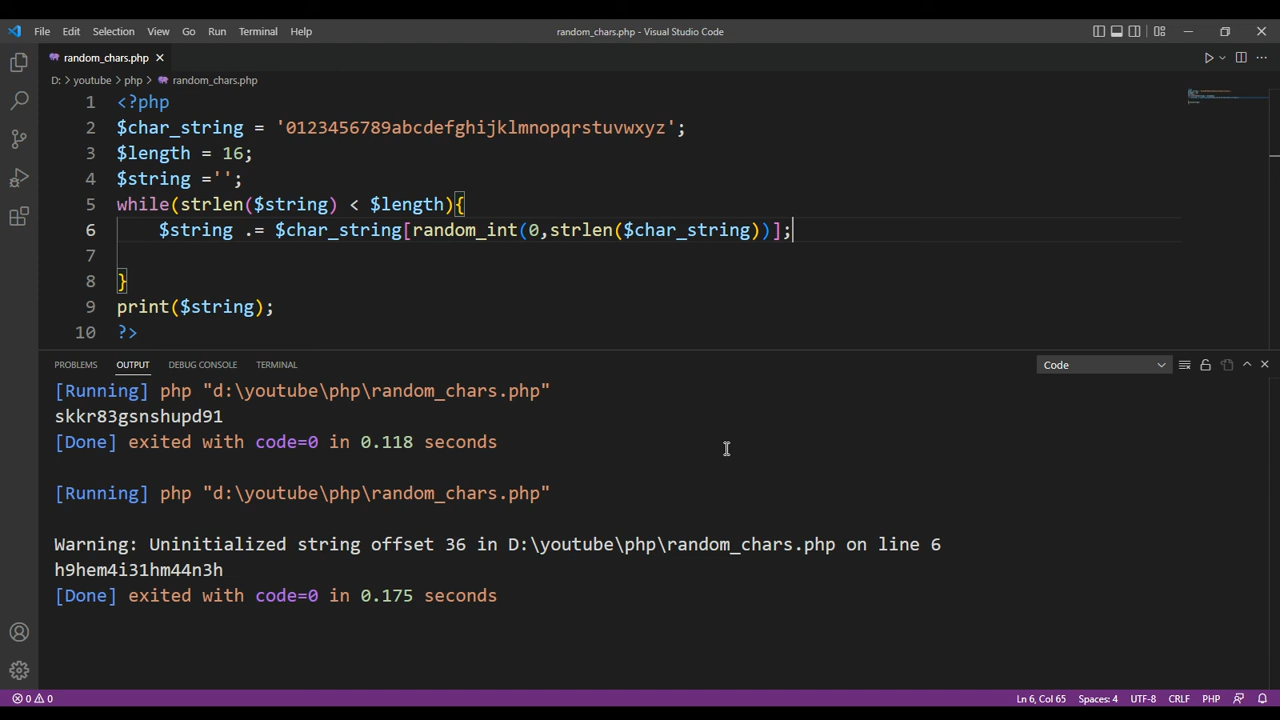 File Edit Selection View Go Run Terminal Help random_chars.php - Visual Studio Code
random_chars.php
D: > youtube > php > random_chars.php
1 <?php
2 $char_string = '0123456789abcdefghijklmnopqrstuvwxyz';
3 $length = 16;
4 $string ='';
5 while(strlen($string) < $length){
6 $string .= $char_string[random_int(0,strlen($char_string))];
7
8 }
9 print($string);
10 ?>
PROBLEMS OUTPUT DEBUG CONSOLE TERMINAL Code
[Running] php "d:\youtube\php\random_chars.php"
skkr83gsnshupd91
[Done] exited with code=0 in 0.118 seconds
[Running] php "d:\youtube\php\random_chars.php"
Warning: Uninitialized string offset 36 in D:\youtube\php\random_chars.php on line 6
h9hem4i31hm44n3h
[Done] exited with code=0 in 0.175 seconds
0 0 Ln 6, Col 65 Spaces: 4 UTF-8 CRLF PHP